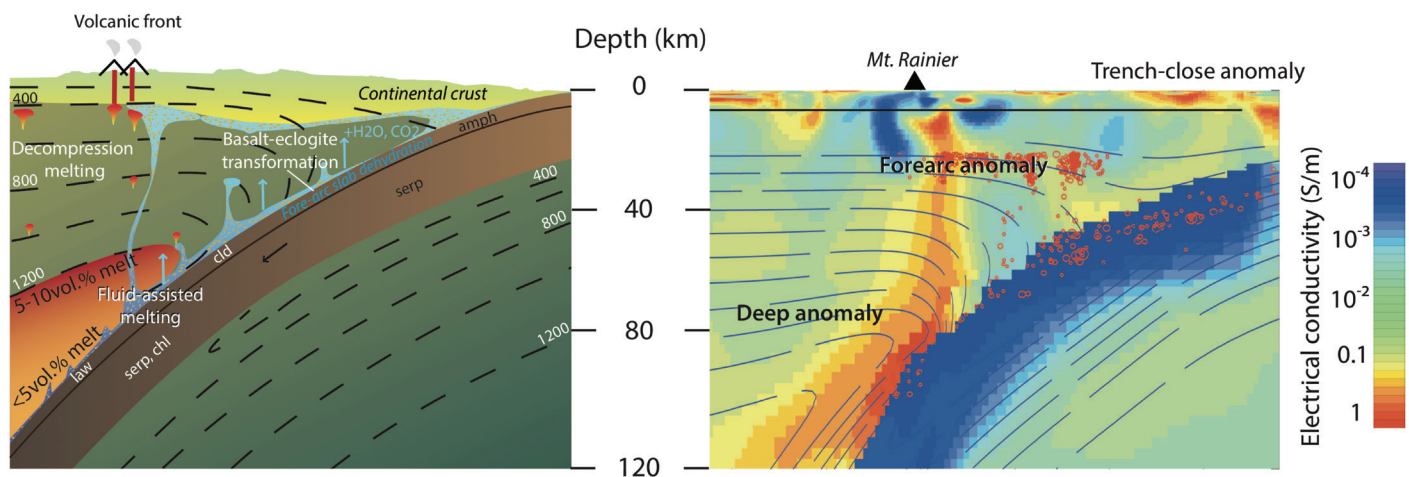 Volcanic front
Depth (km)
Mt. Rainier
Trench-close anomaly
0
40
80
120
400
Continental crust
amph
+H2O, CO2
Basalt-eclogite
transformation
Fore-arc slab dehydration
Decompression
melting
800
serp
400
800
1200
cld
1200
5-10vol.% melt
Fluid-assisted
melting
<5vol.% melt
law
serp, chl
Forearc anomaly
Deep anomaly
Electrical conductivity (S/m)
10-4
10-3
10-2
0.1
1